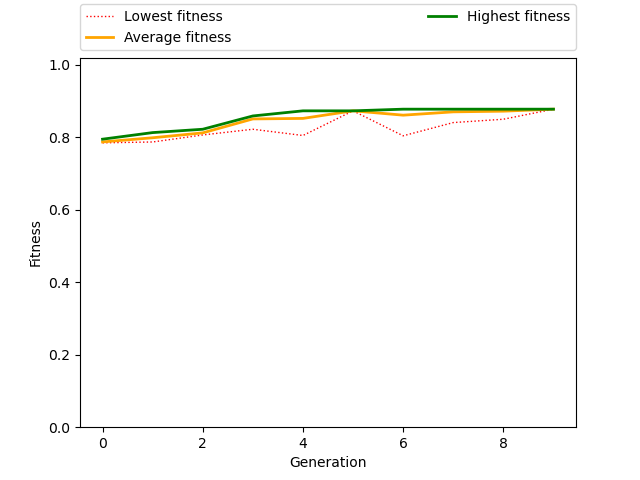 Lowest fitness
Average fitness
Highest fitness
1.0
0.8
0.6
0.4
0.2
0.0
Fitness
0 2 4 6 8
Generation